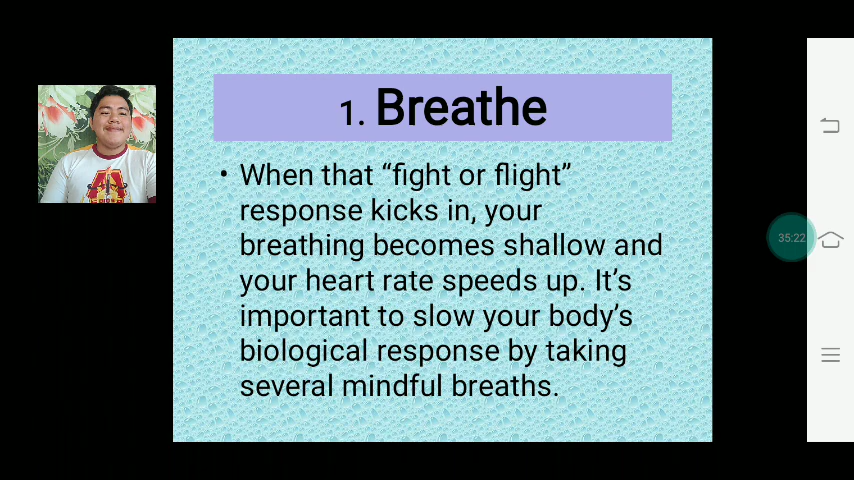 1. Breathe
• When that “fight or flight”
response kicks in, your
breathing becomes shallow and
your heart rate speeds up. It’s
important to slow your body’s
biological response by taking
several mindful breaths.
35:22